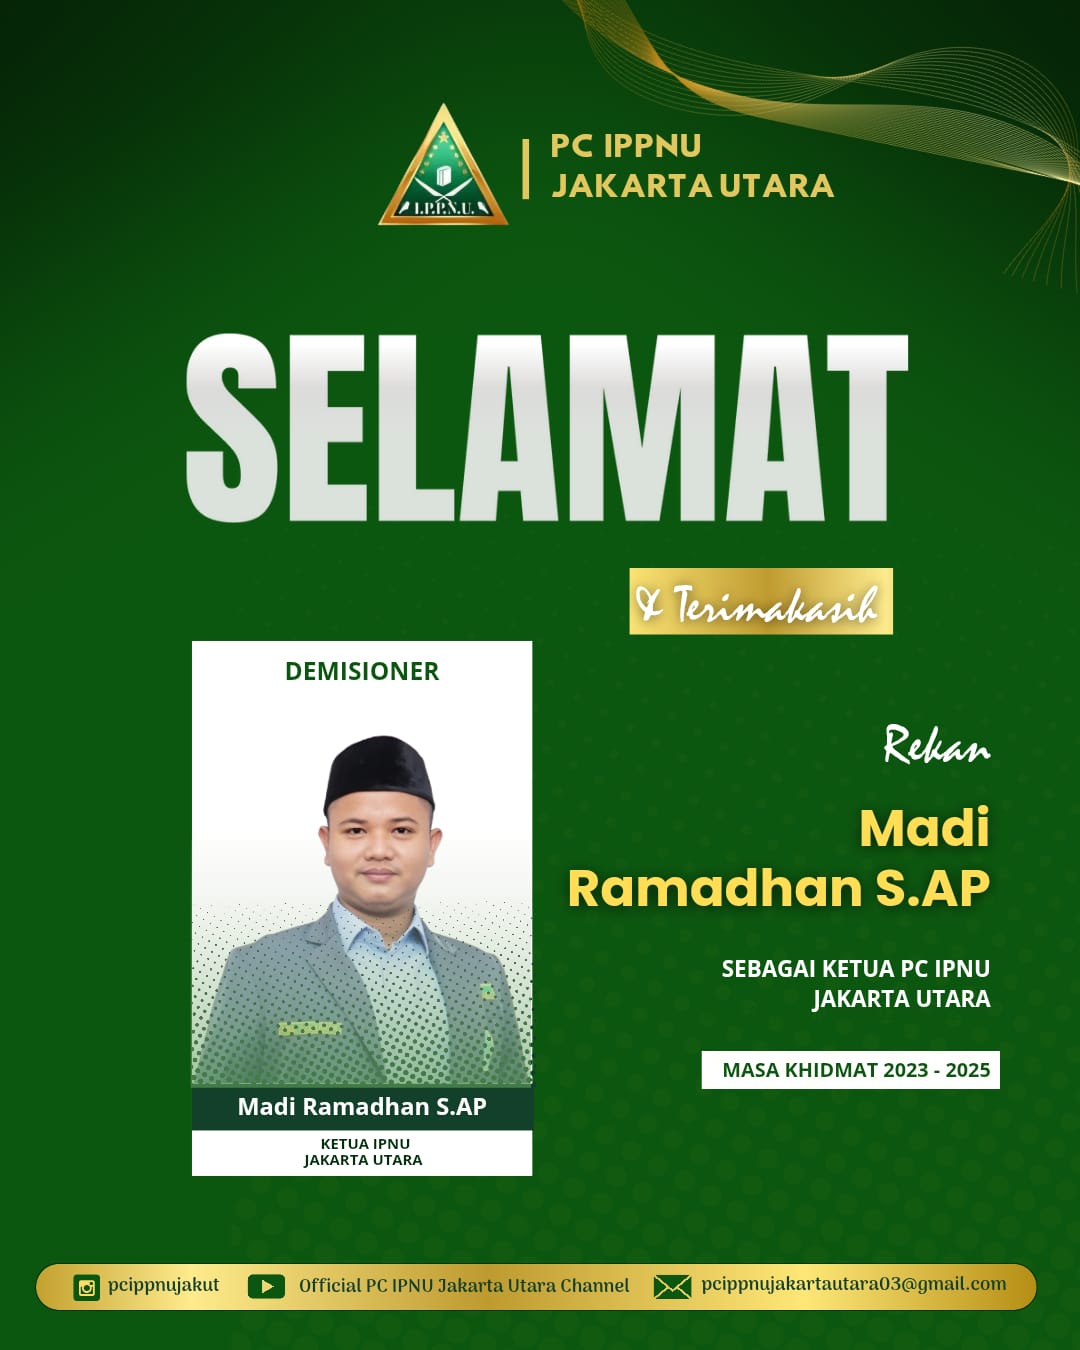 I.P.P.N.U.
PC IPPNU
JAKARTA UTARA
SELAMAT
& Terimakasih
DEMISIONER
Madi Ramadhan S.AP
KETUA IPNU
JAKARTA UTARA
Rekan
Madi
Ramadhan S.AP
SEBAGAI KETUA PC IPNU
JAKARTA UTARA
MASA KHIDMAT 2023 - 2025
pcippnujakut
Official PC IPNU Jakarta Utara Channel
pcippnujakartautara03@gmail.com